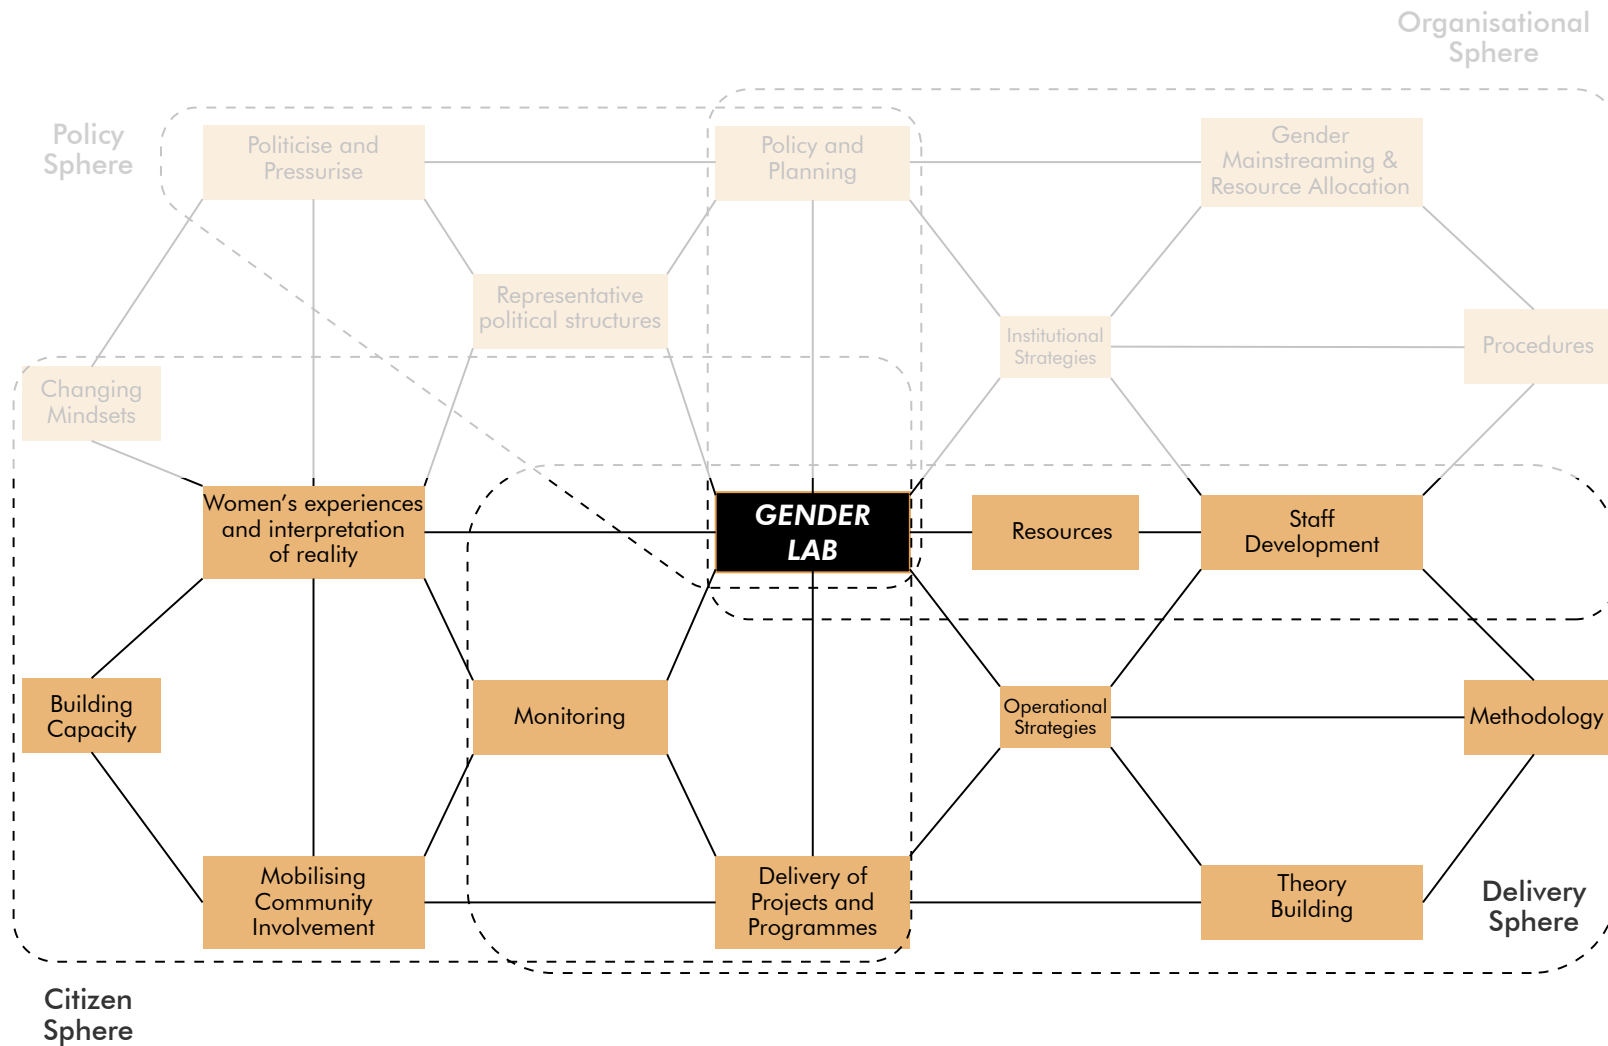 Organisational
Sphere
Policy
Sphere
Politicise and
Pressurise
Policy and
Planning
Gender
Mainstreaming &
Resource Allocation
Representative
political structures
Institutional
Strategies
Procedures
Changing
Mindsets
Women’s experiences
and interpretation
of reality
GENDER
LAB
Resources
Staff
Development
Building
Capacity
Monitoring
Operational
Strategies
Methodology
Mobilising
Community
Involvement
Delivery of
Projects and
Programmes
Theory
Building
Delivery
Sphere
Citizen
Sphere